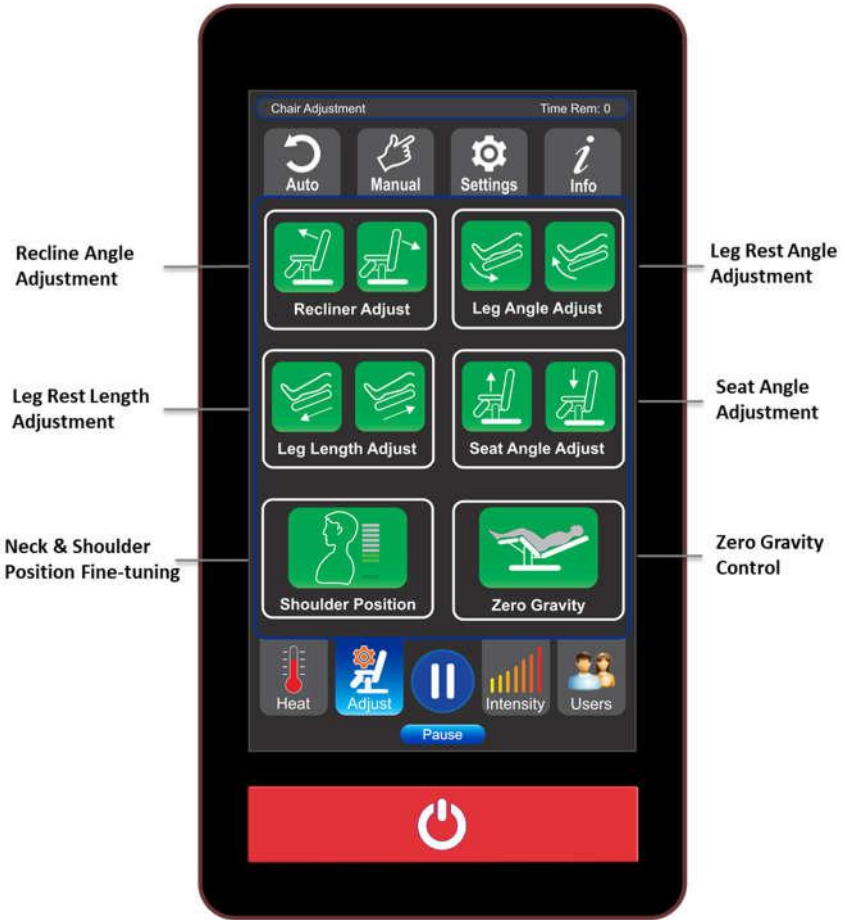 Chair Adjustment
Time Rem: 0
Auto
Manual
Settings
i
Info
Recline Angle
Adjustment
Recliner Adjust
Leg Angle Adjust
Leg Rest Angle
Adjustment
Leg Rest Length
Adjustment
Leg Length Adjust
Seat Angle Adjust
Seat Angle
Adjustment
Neck & Shoulder
Position Fine-tuning
Shoulder Position
Zero Gravity
Zero Gravity
Control
Heat
Adjust
Intensity
Users
Pause